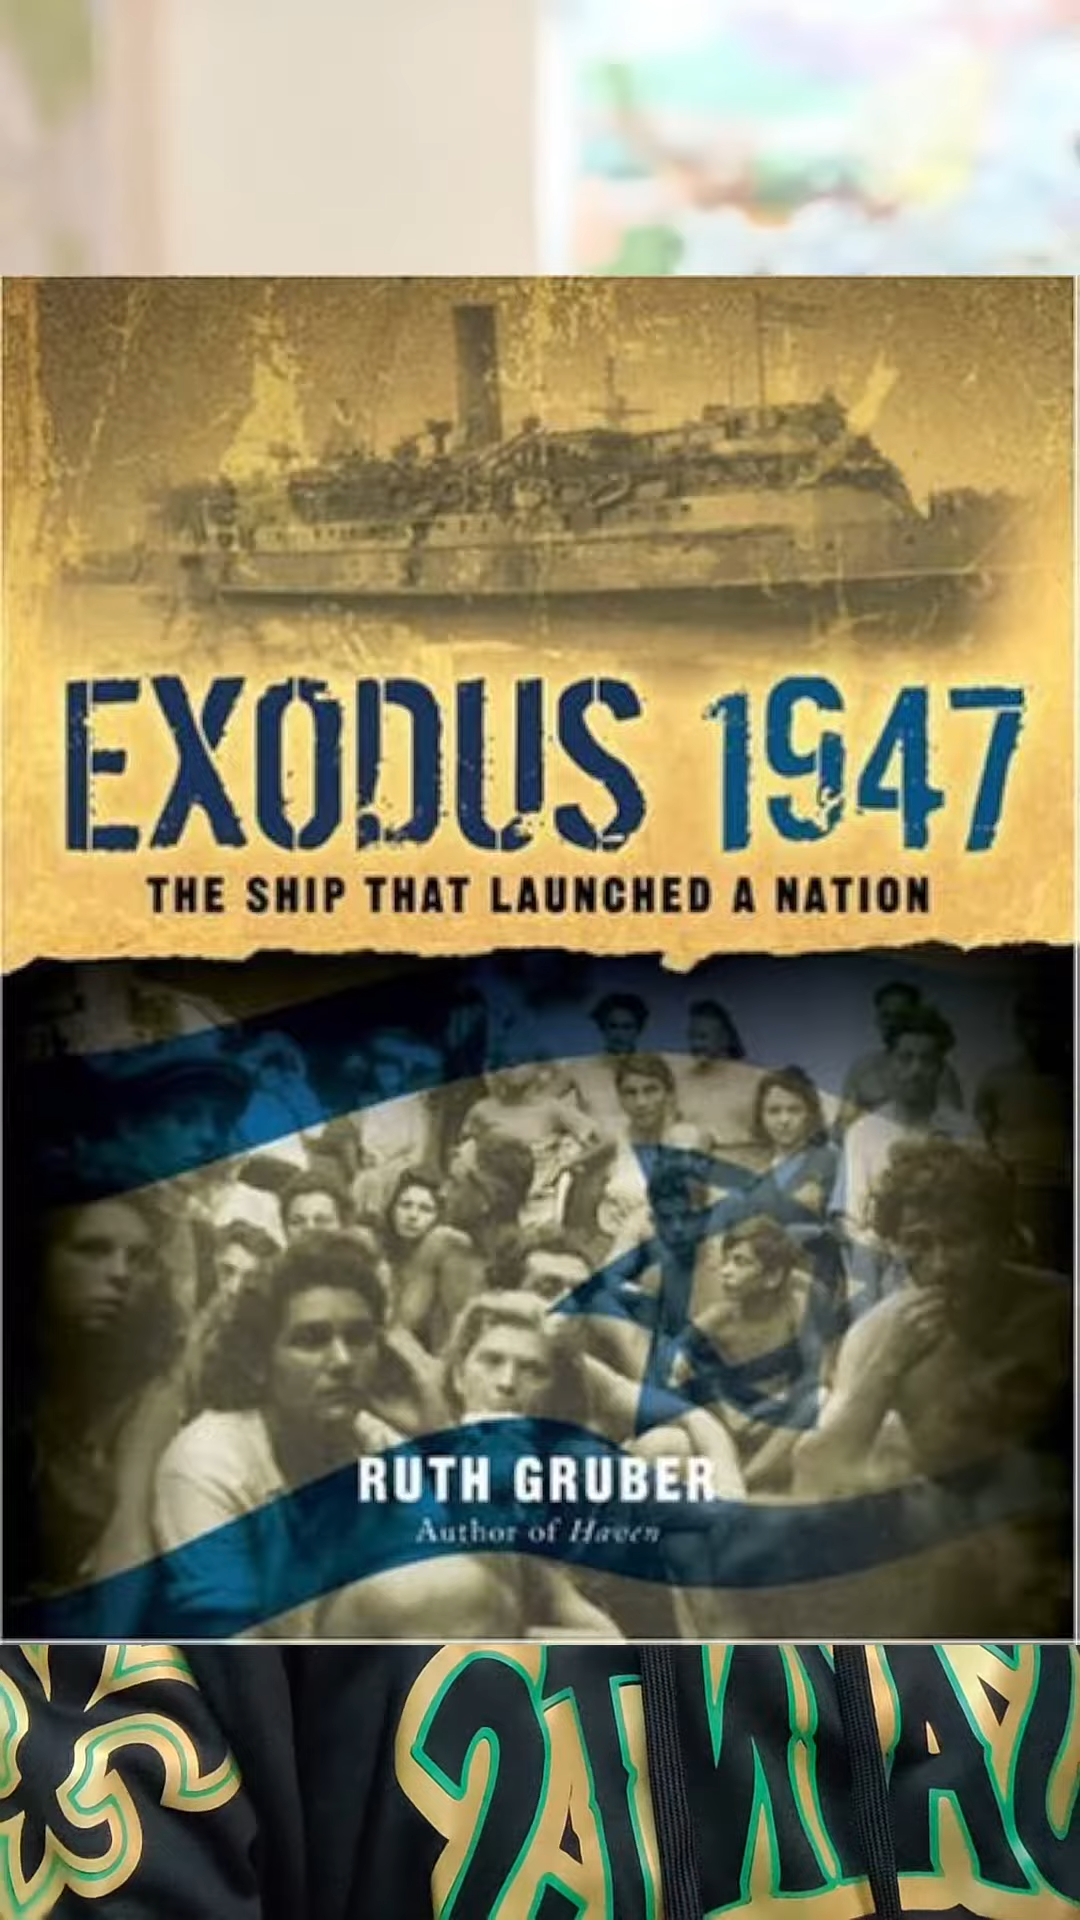 EXODUS 1947
THE SHIP THAT LAUNCHED A NATION
RUTH GRUBER
Author of Haven